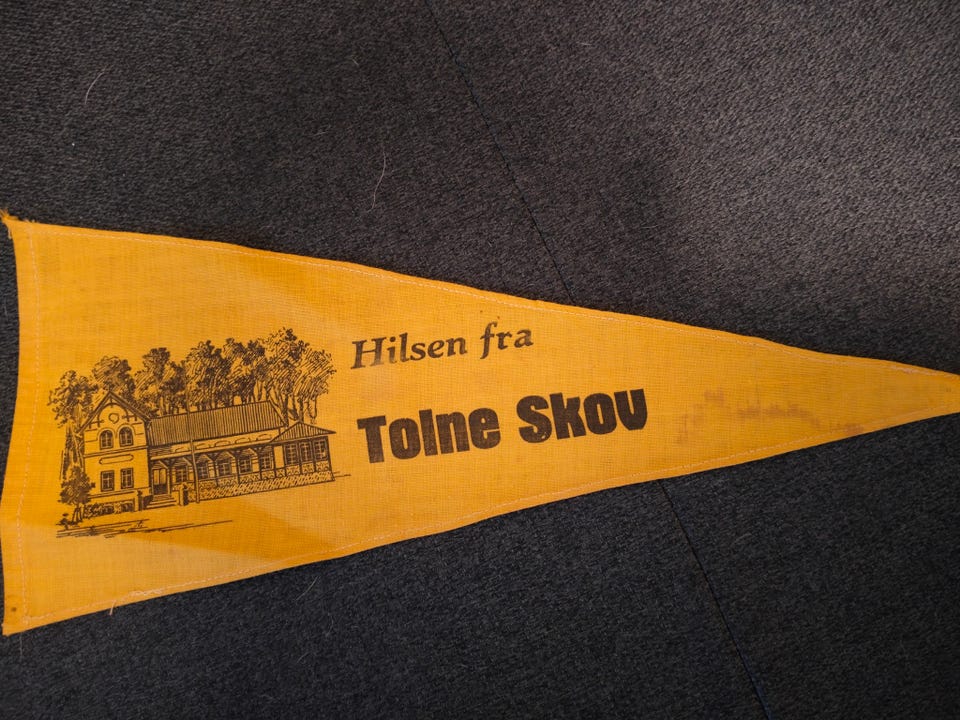 Hilsen fra
Tolne Skov